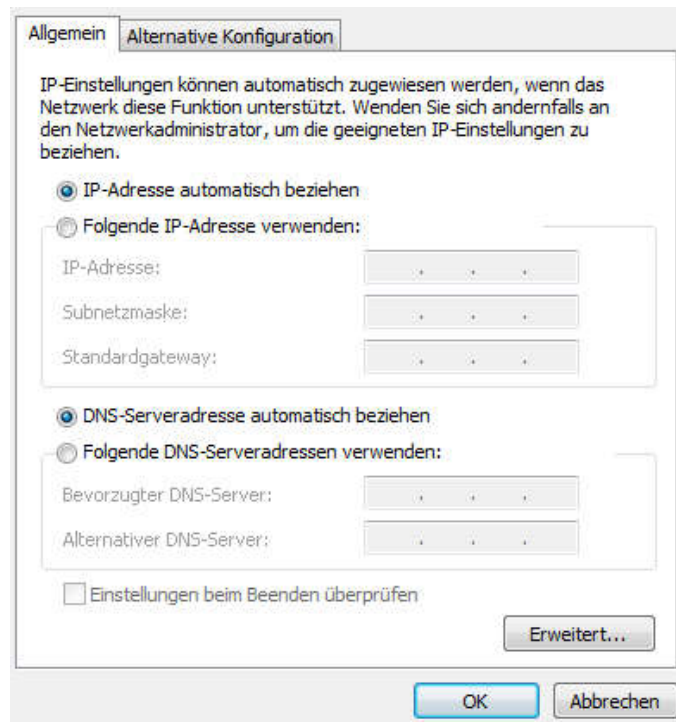 Allgemein
Alternative Konfiguration
IP-Einstellungen können automatisch zugewiesen werden, wenn das
Netzwerk diese Funktion unterstützt. Wenden Sie sich andernfalls an
den Netzwerkadministrator, um die geeigneten IP-Einstellungen zu
beziehen.
IP-Adresse automatisch beziehen
Folgende IP-Adresse verwenden:
IP-Adresse:
Subnetzmaske:
Standardgateway:
DNS-Serveradresse automatisch beziehen
Folgende DNS-Serveradressen verwenden:
Bevorzugter DNS-Server:
Alternativer DNS-Server:
Einstellungen beim Beenden überprüfen
Erweitert...
OK
Abbrechen